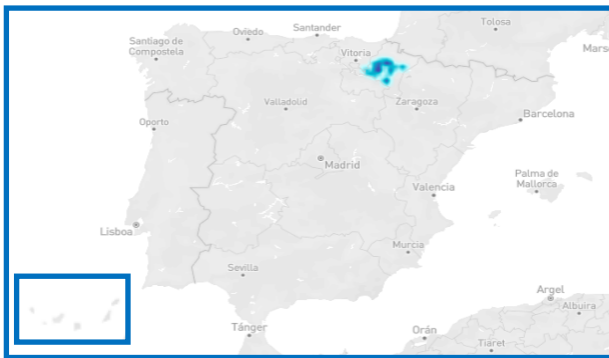 Tolosa
Oviedo
Santander
Santiago de
Compostela
Vitoria
Mars
Valladolid
Zaragoza
Barcelona
Oporto
Madrid
Palma de
Mallorca
Valencia
Lisboa
Murcia
Sevilla
Argel
Albuira
Tánger
Orán
Tiaret